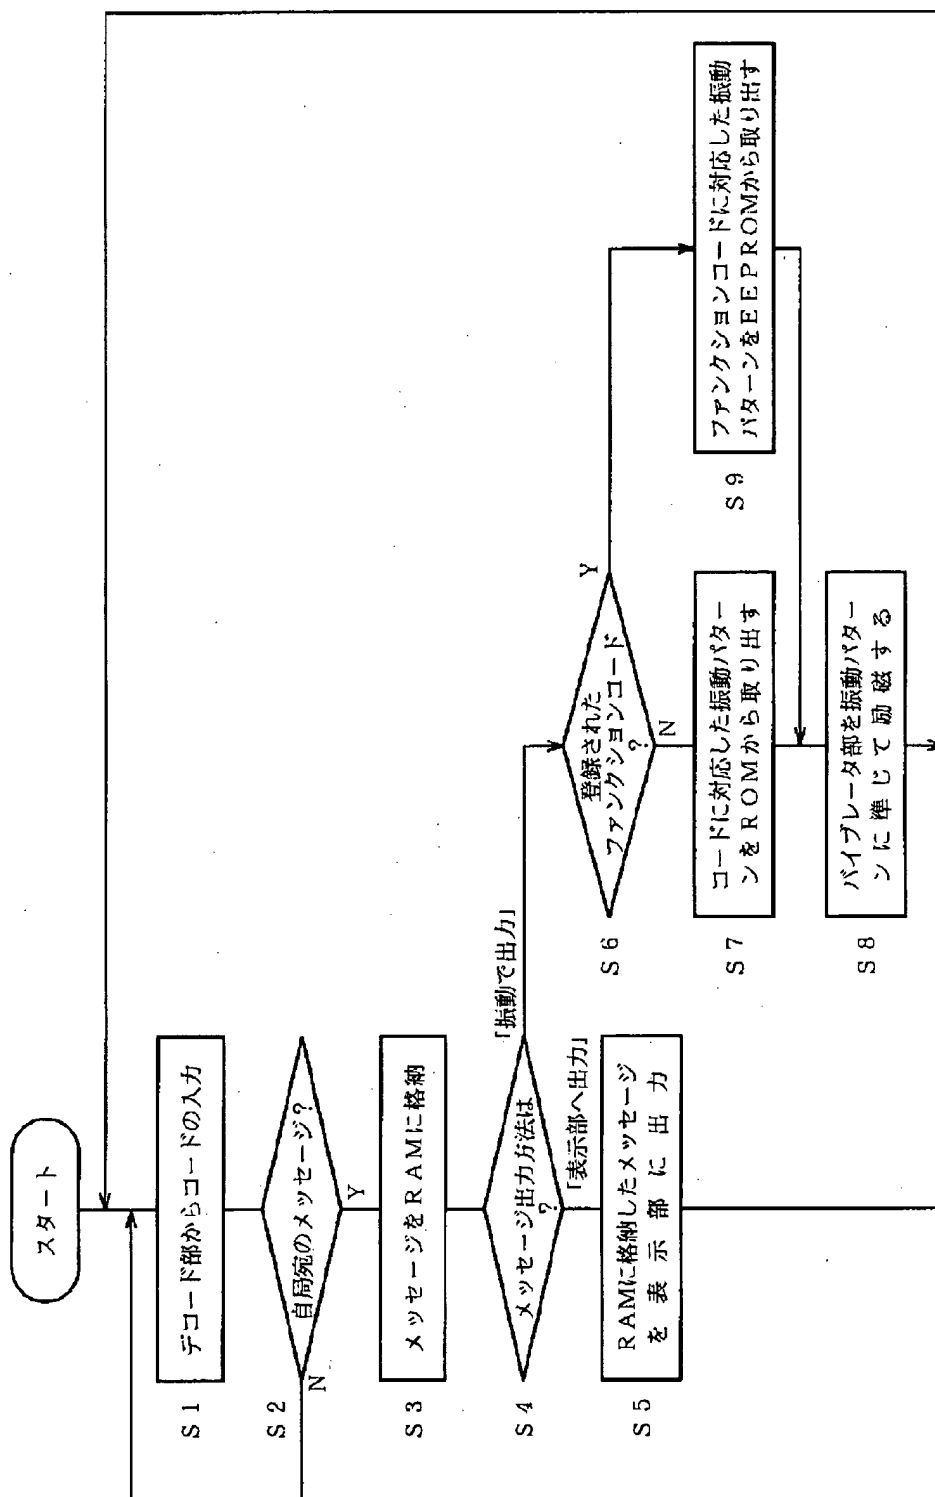 スタート
S1
デコード部からコードの入力
S2
自局宛のメッセージ?
N
Y
S3
メッセージをRAMに格納
S4
メッセージ出力方法は
?
「表示部へ出力」
「振動で出力」
S5
RAMに格納したメッセージ
を表示部に出力
S6
登録された
ファンクションコード
?
Y
N
S7
コードに対応した振動パター
ンをROMから取り出す
S8
バイブレータ部を振動パター
ンに準じて励磁する
S9
ファンクションコードに対応した振動
パターンをEEPROMから取り出す